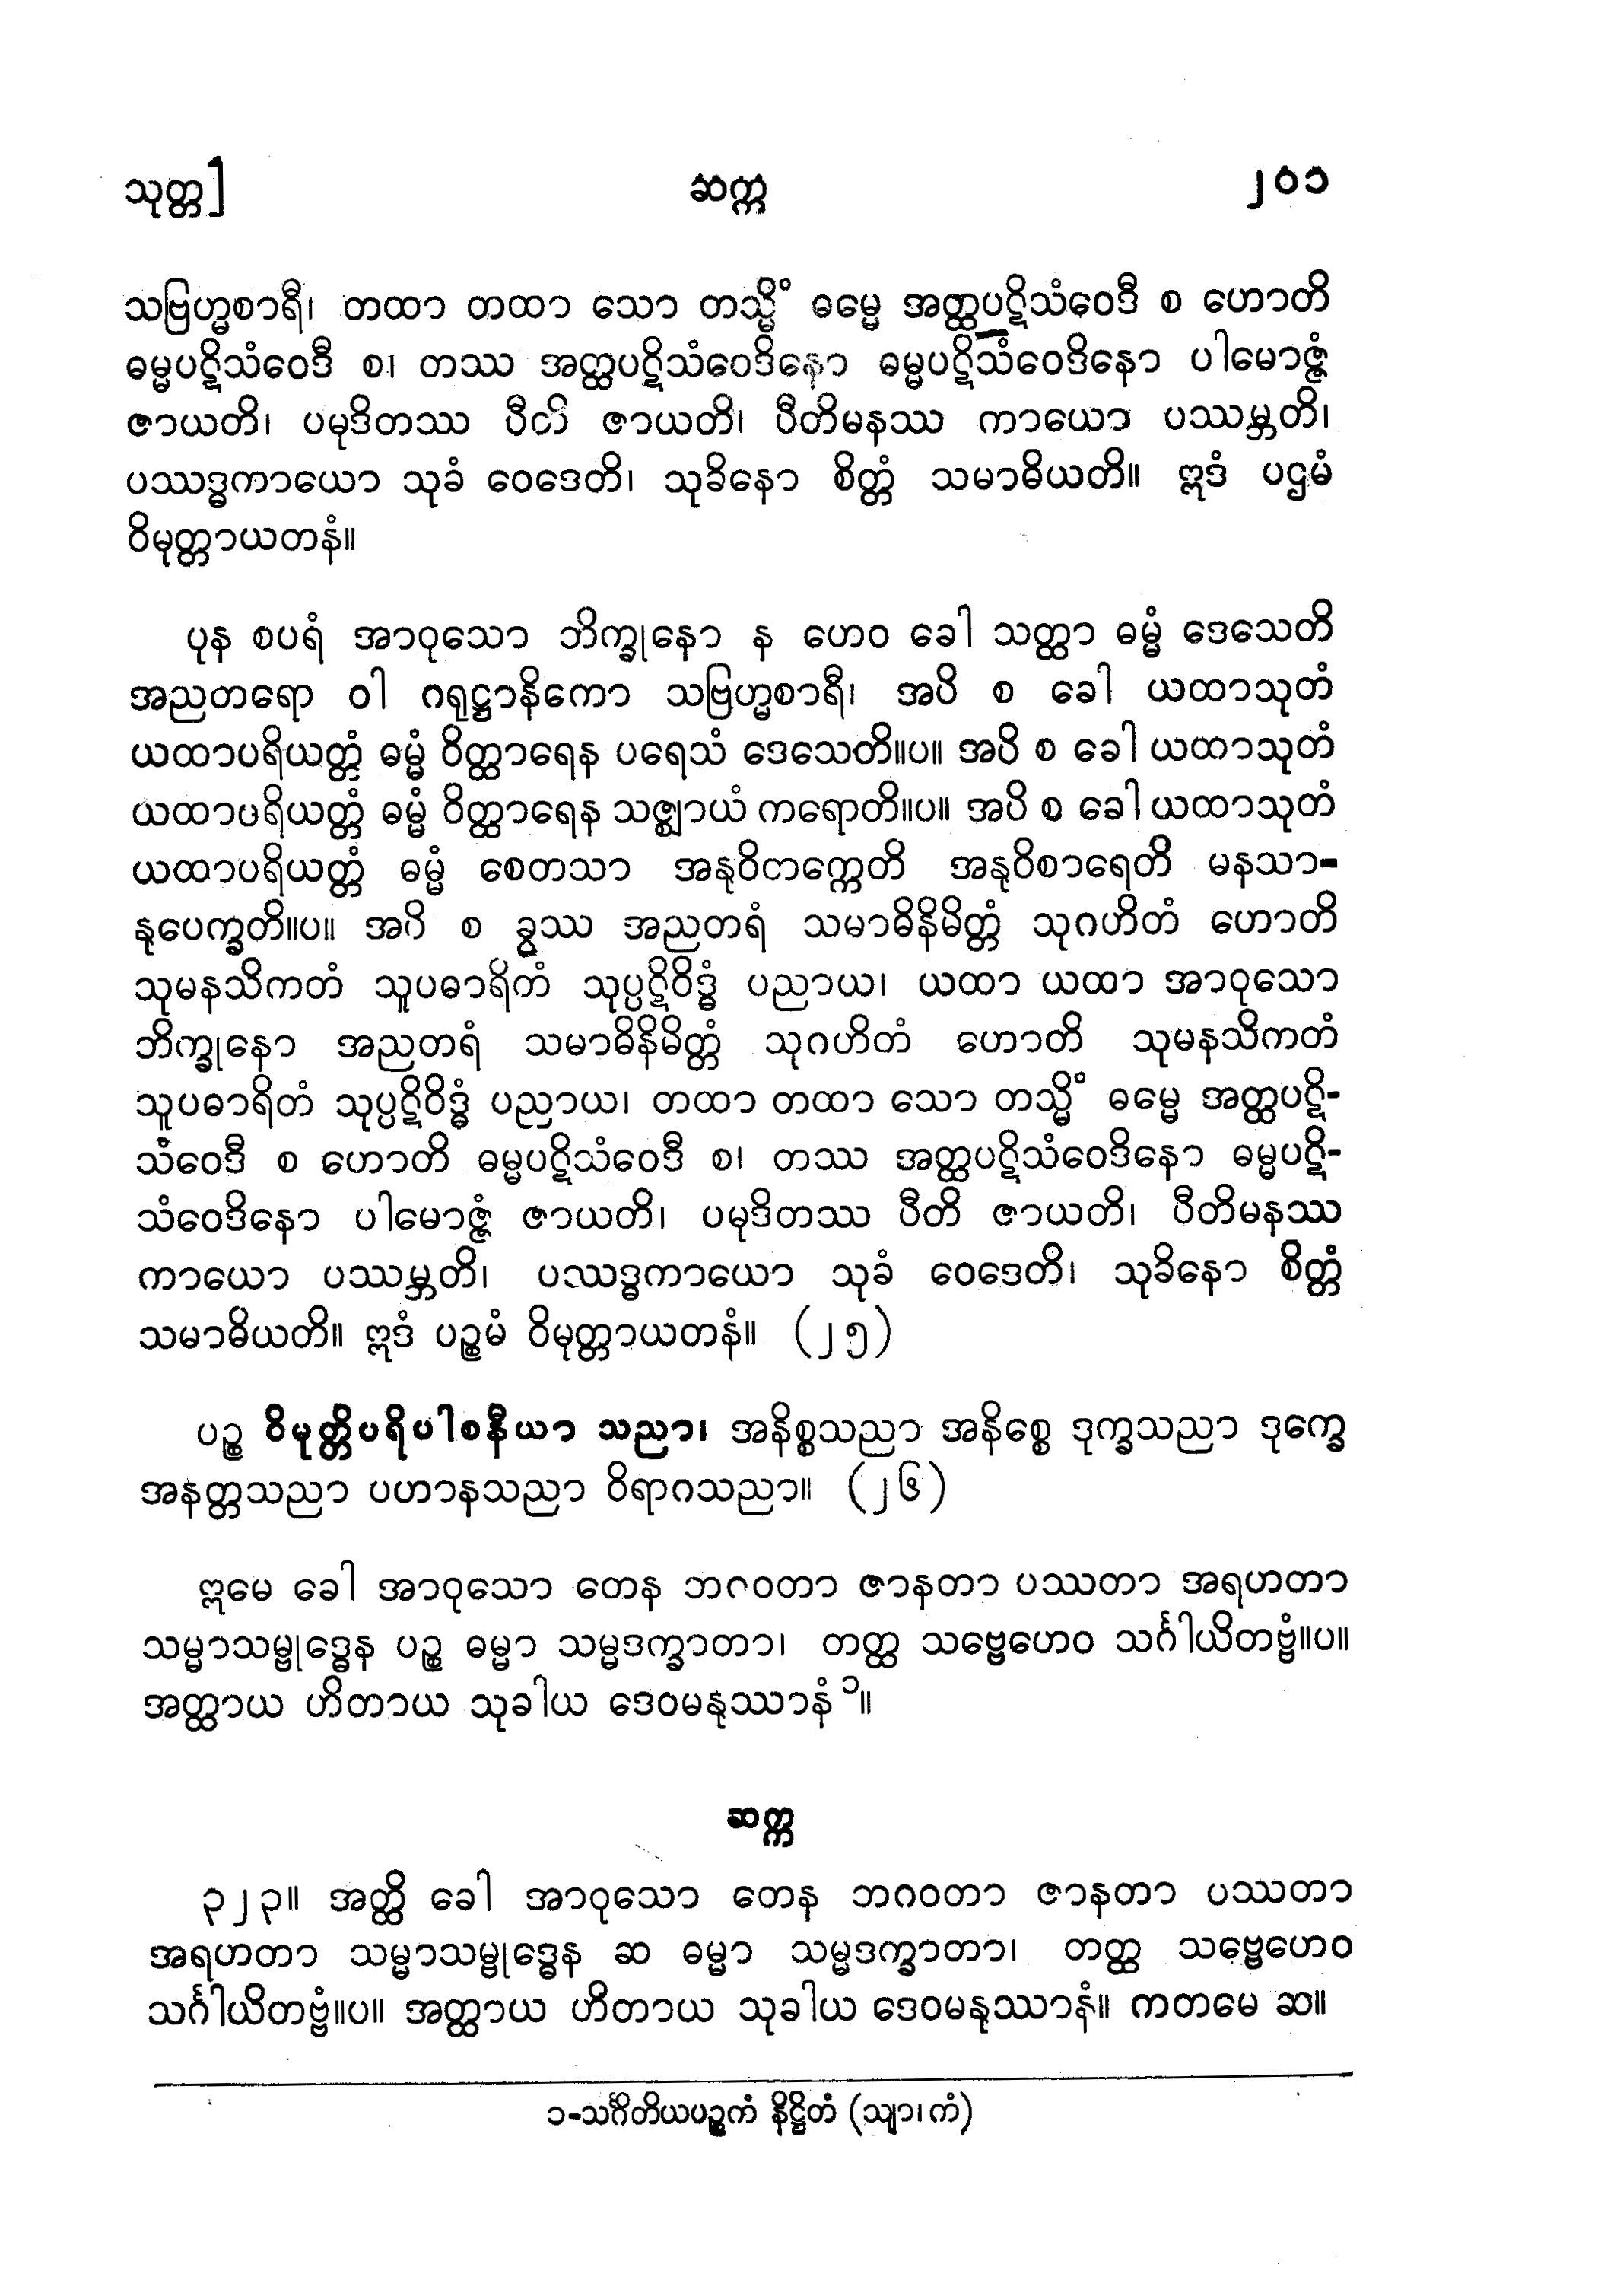 သုတ္တ] ဆက္က ၂၀၁
သဗြဟ္မစာရီ၊ တထာ တထာ သော တသ္မိံ ဓမ္မေ အတ္ထပဋိသံဝေဒီ စ ဟောတိ
ဓမ္မပဋိသံဝေဒီ စ၊ တဿ အတ္ထပဋိသံဝေဒိနော ဓမ္မပဋိသံဝေဒိနော ပါမောဇ္ဇံ
ဇာယတိ၊ ပမုဒိတဿ ပီတိ ဇာယတိ၊ ပီတိမနဿ ကာယော ပဿမ္ဘတိ၊
ပဿဒ္ဓကာယော သုခံ ဝေဒေတိ၊ သုခိနော စိတ္တံ သမာဓိယတိ။ ဣဒံ ပဌမံ
ဝိမုတ္တာယတနံ။
ပုန စပရံ အာဝုသော ဘိက္ခုနော န ဟေဝ ခေါ သတ္ထာ ဓမ္မံ ဒေသေတိ
အညတရော ဝါ ဂရုဋ္ဌာနိကော သဗြဟ္မစာရီ၊ အပိ စ ခေါ ယထာသုတံ
ယထာပရိယတ္တံ ဓမ္မံ ဝိတ္ထာရေန ပရေသံ ဒေသေတိ။ပ။ အပိ စ ခေါ ယထာသုတံ
ယထာပရိယတ္တံ ဓမ္မံ ဝိတ္ထာရေန သဇ္ဈာယံ ကရောတိ။ပ။ အပိ စ ခေါ ယထာသုတံ
ယထာပရိယတ္တံ ဓမ္မံ စေတသာ အနုဝိတက္ကေတိ အနုဝိစာရေတိ မနသာ-
နုပေက္ခတိ။ပ။ အပိ စ ခွဿ အညတရံ သမာဓိနိမိတ္တံ သုဂဟိတံ ဟောတိ
သုမနသိကတံ သူပဓာရိတံ သုပ္ပဋိဝိဒ္ဓံ ပညာယ၊ ယထာ ယထာ အာဝုသော
ဘိက္ခုနော အညတရံ သမာဓိနိမိတ္တံ သုဂဟိတံ ဟောတိ သုမနသိကတံ
သူပဓာရိတံ သုပ္ပဋိဝိဒ္ဓံ ပညာယ၊ တထာ တထာ သော တသ္မိံ ဓမ္မေ အတ္ထပဋိ-
သံဝေဒီ စ ဟောတိ ဓမ္မပဋိသံဝေဒီ စ၊ တဿ အတ္ထပဋိသံဝေဒိနော ဓမ္မပဋိ-
သံဝေဒိနော ပါမောဇ္ဇံ ဇာယတိ၊ ပမုဒိတဿ ပီတိ ဇာယတိ၊ ပီတိမနဿ
ကာယော ပဿမ္ဘတိ၊ ပဿဒ္ဓကာယော သုခံ ဝေဒေတိ၊ သုခိနော စိတ္တံ
သမာဓိယတိ။ ဣဒံ ပဉ္စမံ ဝိမုတ္တာယတနံ။ (၂၅)
ပဉ္စ ဝိမုတ္တိပရိပါစနီယာ သညာ၊ အနိစ္စသညာ အနိစ္စေ ဒုက္ခသညာ ဒုက္ခေ
အနတ္တသညာ ပဟာနသညာ ဝိရာဂသညာ။ (၂၆)
ဣမေ ခေါ အာဝုသော တေန ဘဂဝတာ ဇာနတာ ပဿတာ အရဟတာ
သမ္မာသမ္ဗုဒ္ဓေန ပဉ္စ ဓမ္မာ သမ္မဒက္ခာတာ၊ တတ္ထ သဗ္ဗေဟေဝ သင်္ဂါယိတဗ္ဗံ။ပ။
အတ္ထာယ ဟိတာယ သုခါယ ဒေဝမနုဿာနံ ၁။
ဆက္က
၃၂၃။ အတ္ထိ ခေါ အာဝုသော တေန ဘဂဝတာ ဇာနတာ ပဿတာ
အရဟတာ သမ္မာသမ္ဗုဒ္ဓေန ဆ ဓမ္မာ သမ္မဒက္ခာတာ၊ တတ္ထ သဗ္ဗေဟေဝ
သင်္ဂါယိတဗ္ဗံ။ပ။ အတ္ထာယ ဟိတာယ သုခါယ ဒေဝမနုဿာနံ။ ကတမေ ဆ။
၁-သင်္ဂီတိယပဉ္စကံ နိဋ္ဌိတံ (သျာ၊ ကံ)